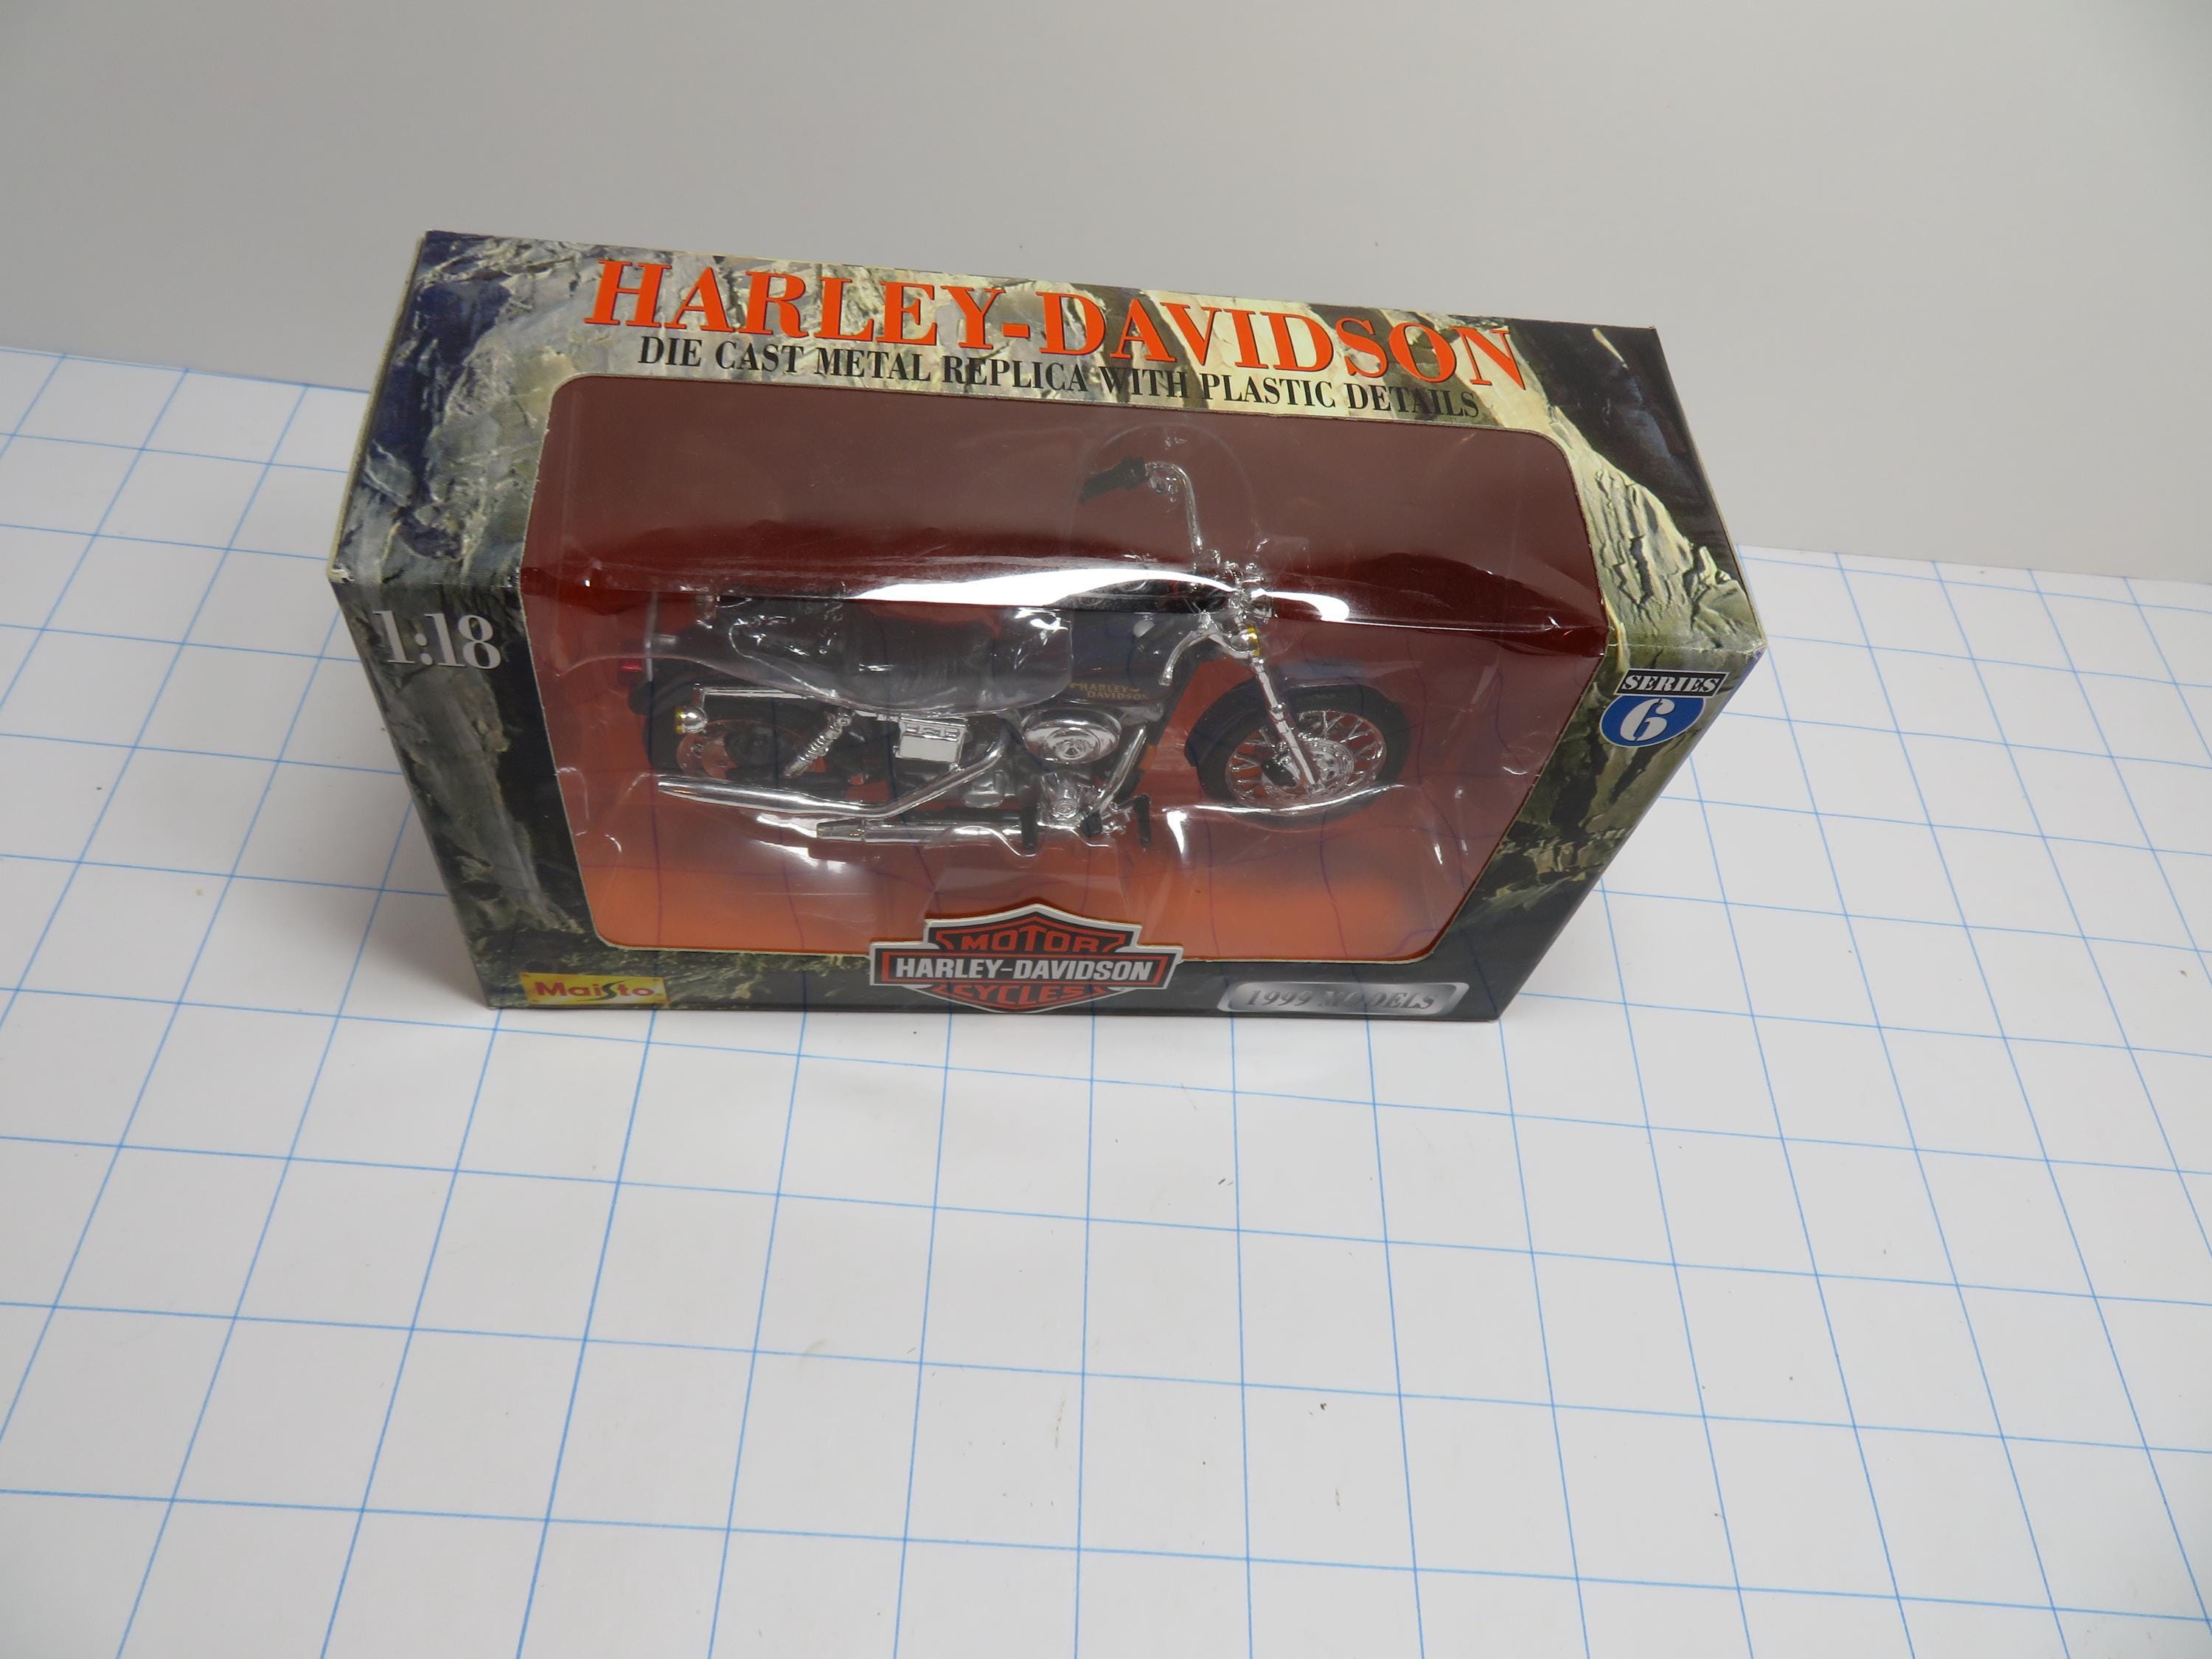 HARLEY-DAVIDSON
DIE CAST METAL REPLICA WITH PLASTIC DETAILS
1:18
SERIES
6
HARLEY-
DAVIDSON
MOTOR
HARLEY-DAVIDSON
CYCLES
Maisto
1999 MODELS